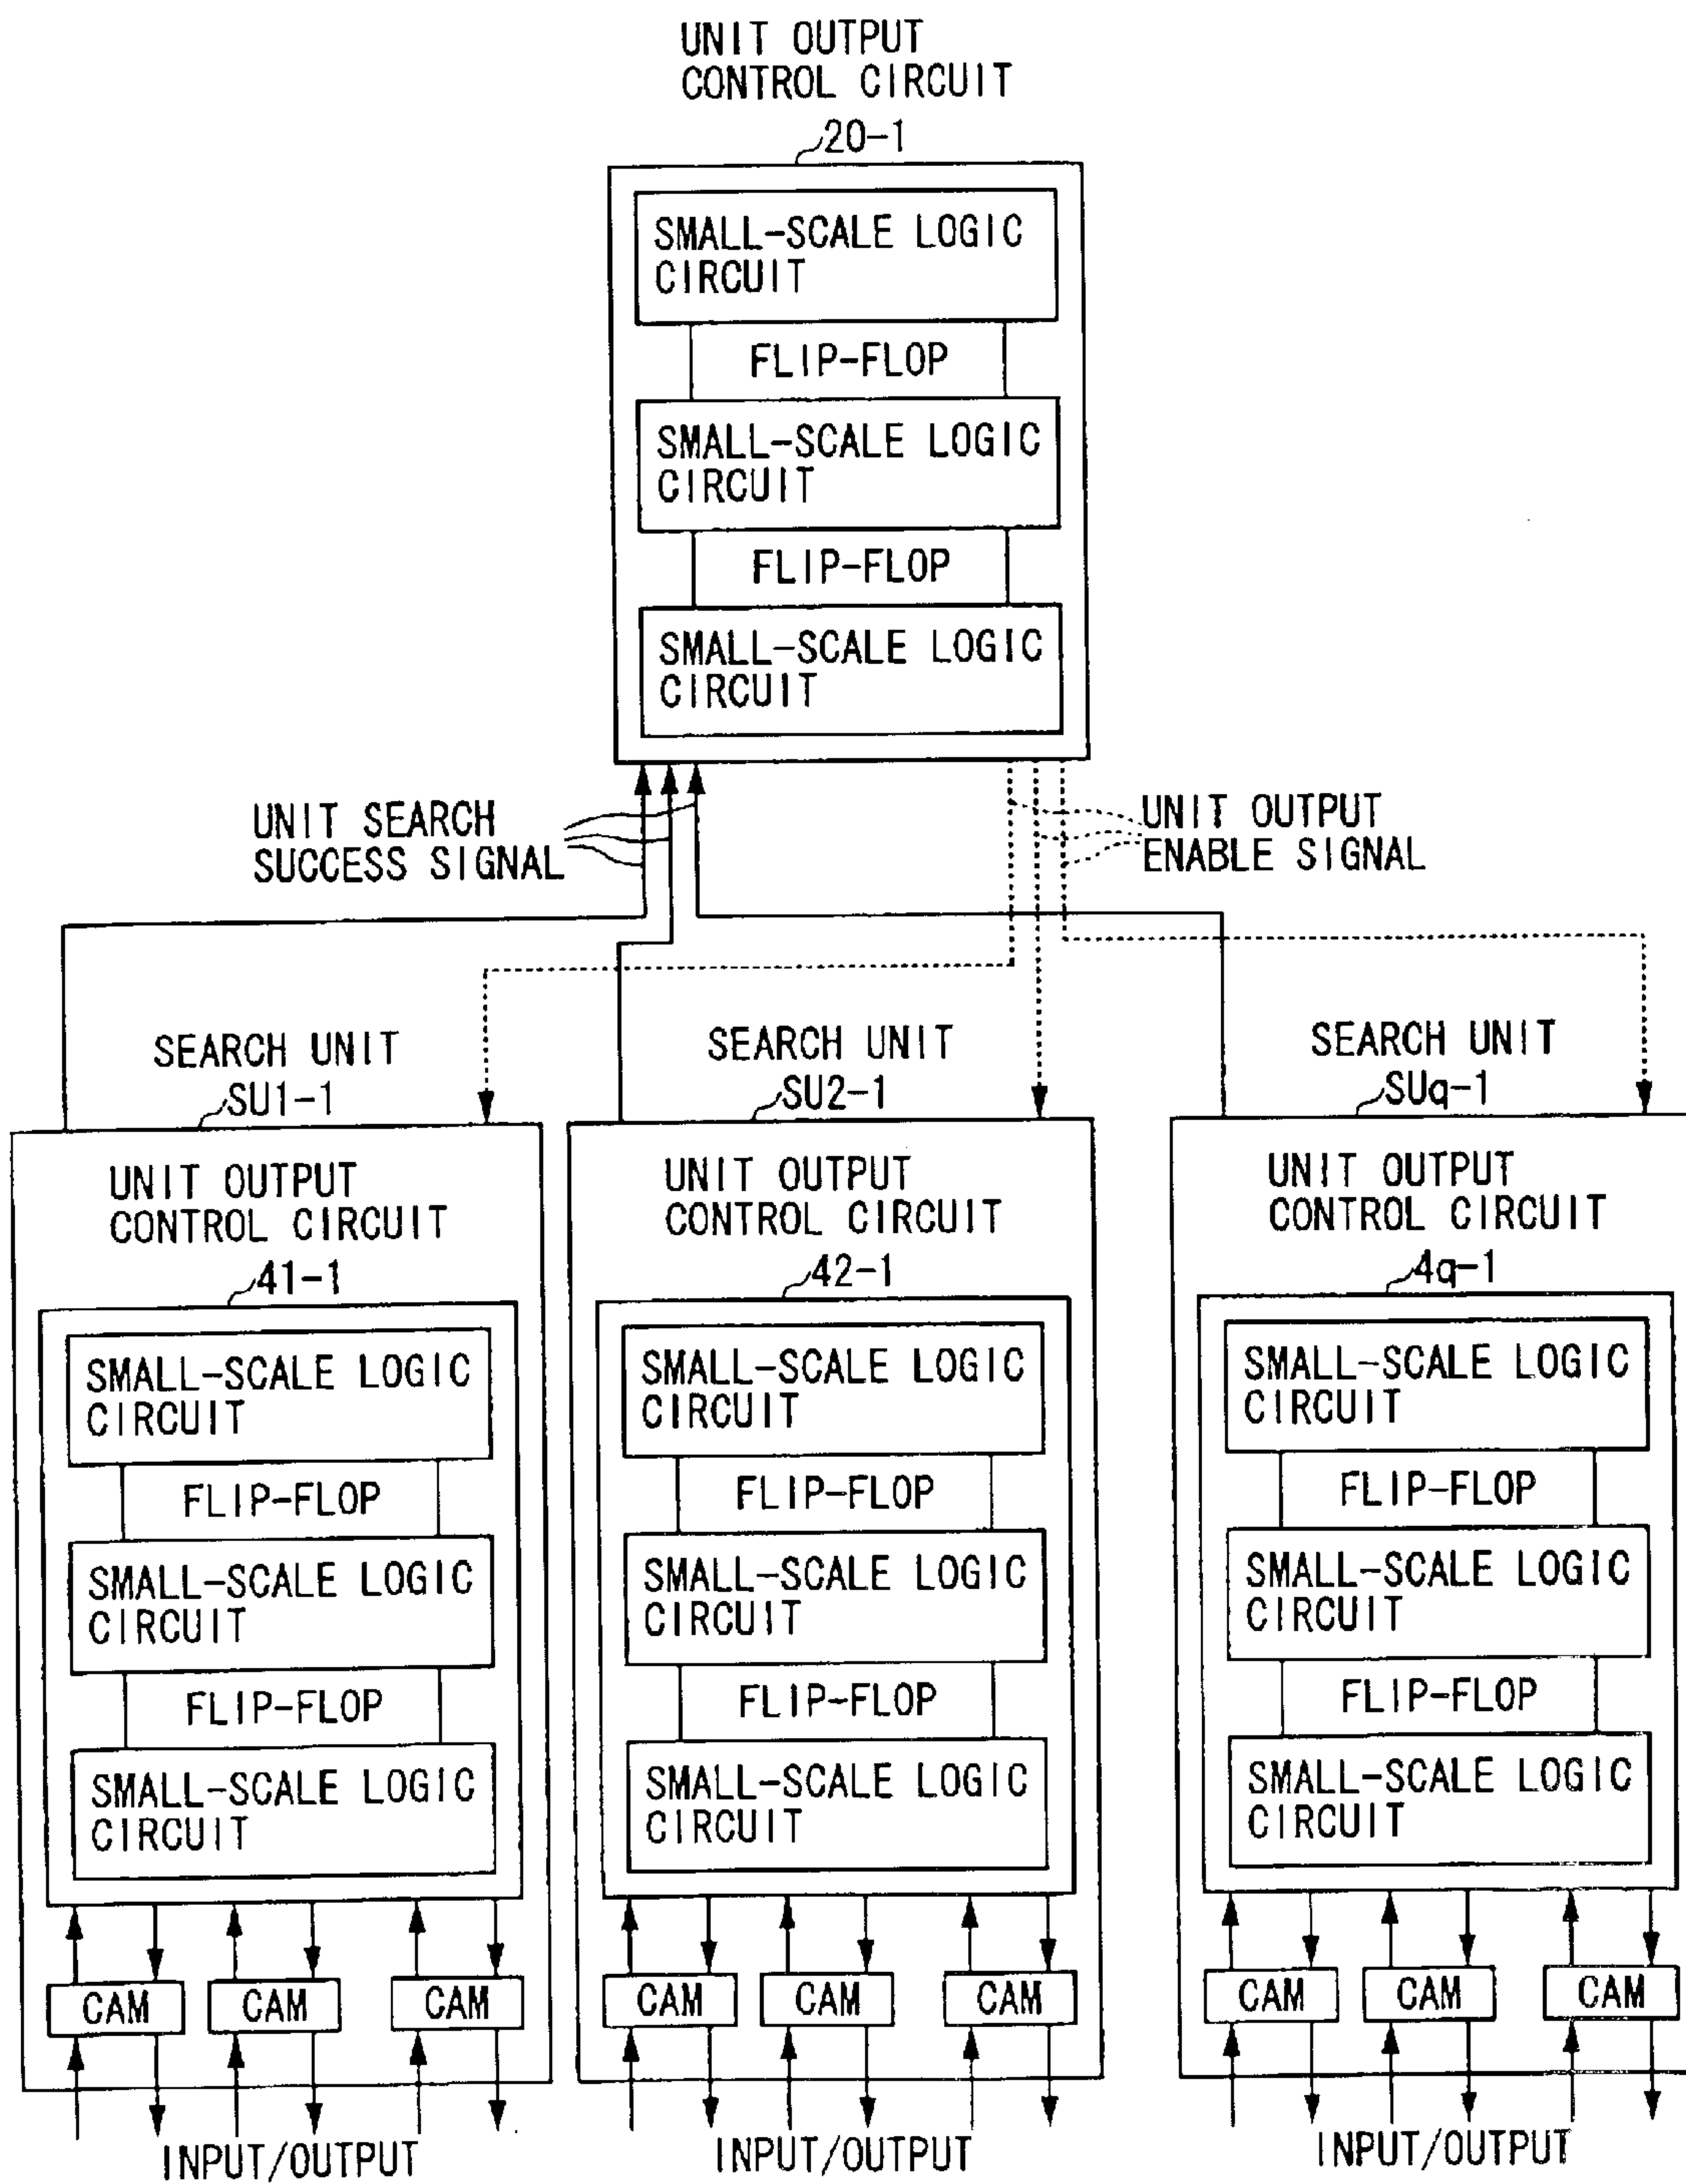 UNIT OUTPUT
CONTROL CIRCUIT
20-1
SMALL-SCALE LOGIC
CIRCUIT
FLIP-FLOP
SMALL-SCALE LOGIC
CIRCUIT
FLIP-FLOP
SMALL-SCALE LOGIC
CIRCUIT
UNIT SEARCH
SUCCESS SIGNAL
UNIT OUTPUT
ENABLE SIGNAL
SEARCH UNIT
SU1-1
UNIT OUTPUT
CONTROL CIRCUIT
41-1
SMALL-SCALE LOGIC
CIRCUIT
FLIP-FLOP
SMALL-SCALE LOGIC
CIRCUIT
FLIP-FLOP
SMALL-SCALE LOGIC
CIRCUIT
CAM
CAM
CAM
INPUT/OUTPUT
SEARCH UNIT
SU2-1
UNIT OUTPUT
CONTROL CIRCUIT
42-1
SMALL-SCALE LOGIC
CIRCUIT
FLIP-FLOP
SMALL-SCALE LOGIC
CIRCUIT
FLIP-FLOP
SMALL-SCALE LOGIC
CIRCUIT
CAM
CAM
CAM
INPUT/OUTPUT
SEARCH UNIT
SUq-1
UNIT OUTPUT
CONTROL CIRCUIT
4q-1
SMALL-SCALE LOGIC
CIRCUIT
FLIP-FLOP
SMALL-SCALE LOGIC
CIRCUIT
FLIP-FLOP
SMALL-SCALE LOGIC
CIRCUIT
CAM
CAM
CAM
INPUT/OUTPUT